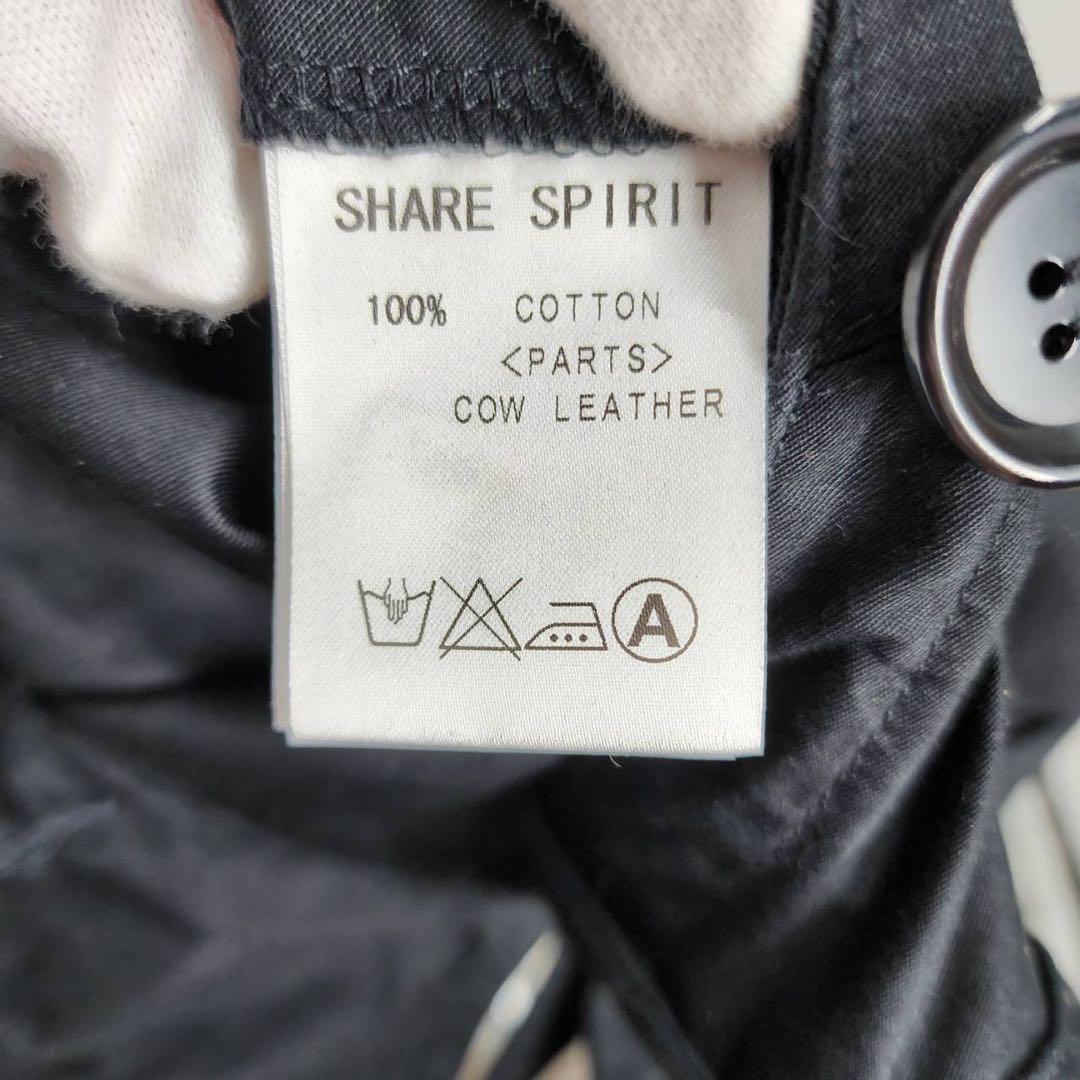 SHARE SPIRIT
100% COTTON
<PARTS>
COW LEATHER
A